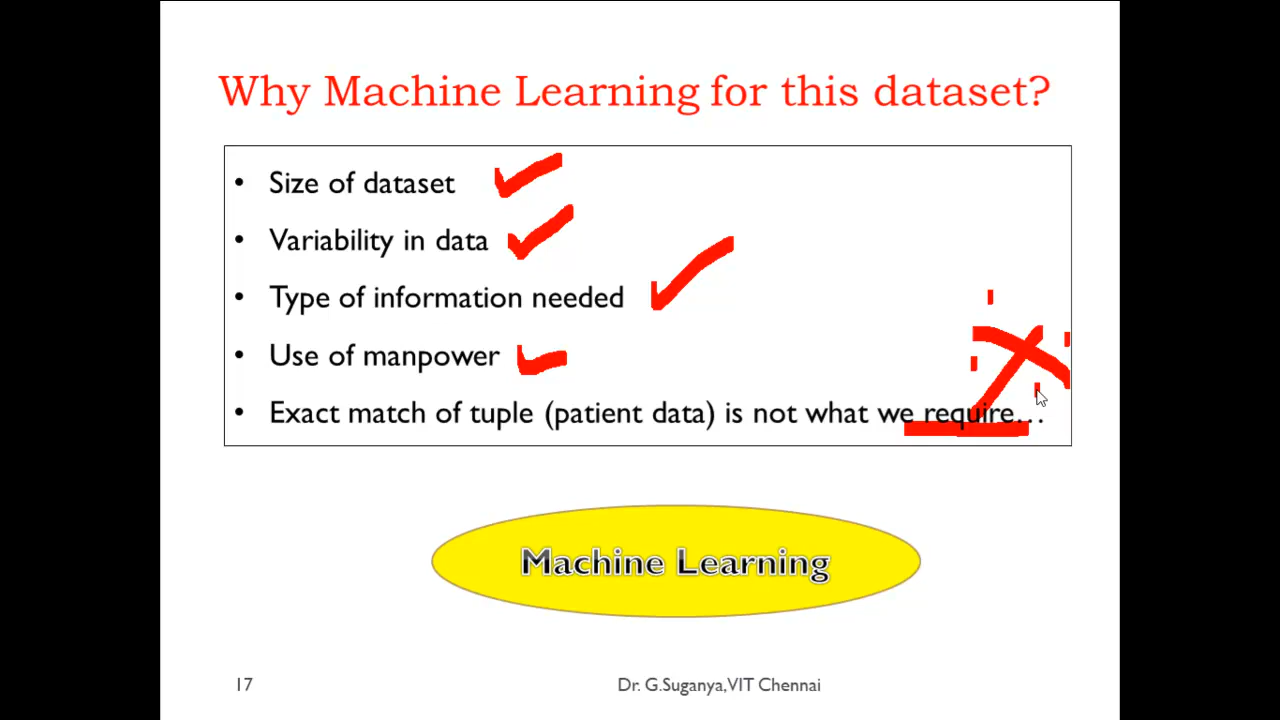 Why Machine Learning for this dataset?
• Size of dataset
• Variability in data
• Type of information needed
• Use of manpower
• Exact match of tuple (patient data) is not what we require...
Machine Learning
17
Dr. G.Suganya,VIT Chennai